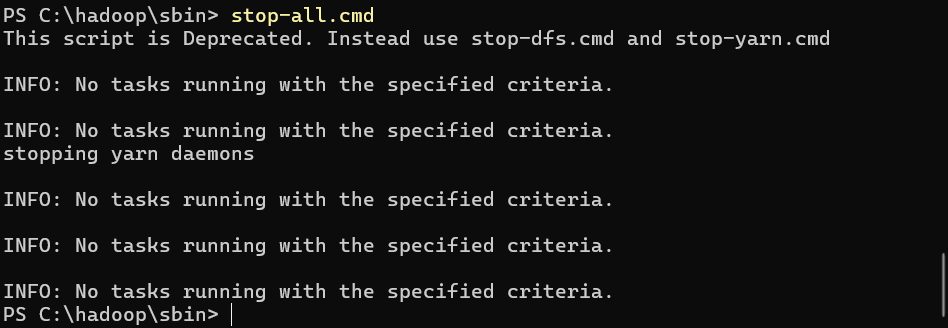 PS C:\hadoop\sbin> stop-all.cmd
This script is Deprecated. Instead use stop-dfs.cmd and stop-yarn.cmd
INFO: No tasks running with the specified criteria.
INFO: No tasks running with the specified criteria.
stopping yarn daemons
INFO: No tasks running with the specified criteria.
INFO: No tasks running with the specified criteria.
INFO: No tasks running with the specified criteria.
PS C:\hadoop\sbin>